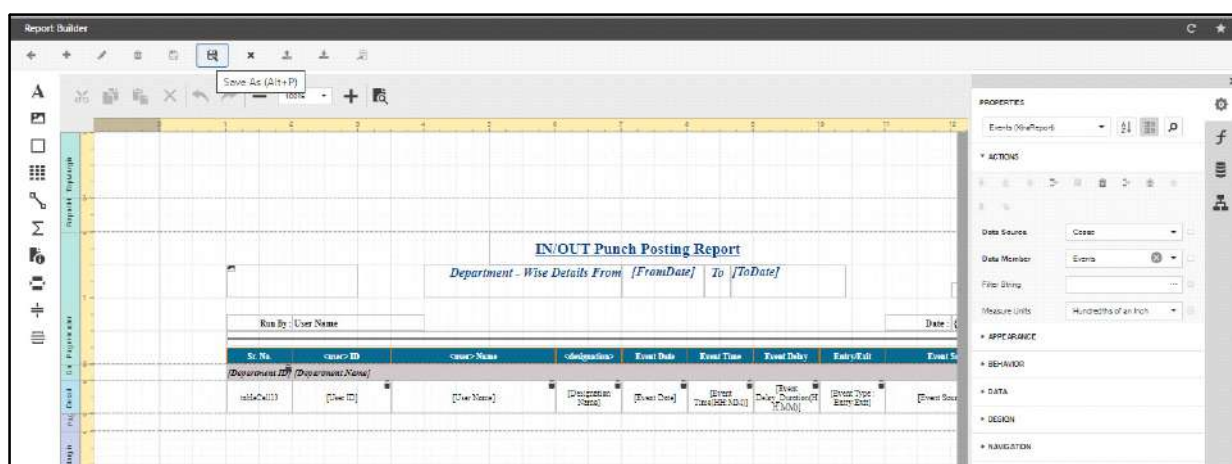 Report Builder
Save As (Alt+P)
100%
PROPERTIES
Events (XtraReport)
ACTIONS
IN/OUT Punch Posting Report
Data Source Cosec
Department - Wise Details From [FromDate] To [ToDate]
Data Member Events
Filter String
Measure Units Hundredths of an Inch
Run By : User Name Date :
APPEARANCE
Sr. No. <user> ID <user> Name <designation> Event Date Event Time Event Delay Entry/Exit
BEHAVIOR
[Department ID] [Department Name]
tableCell13 [User ID] [User Name] [Designation Name] [Event Date] [Event Time(HH:MM)] [Event Delay_Duration(HH:MM)] [Event Type : Entry/Exit]
DATA
DESIGN
NAVIGATION